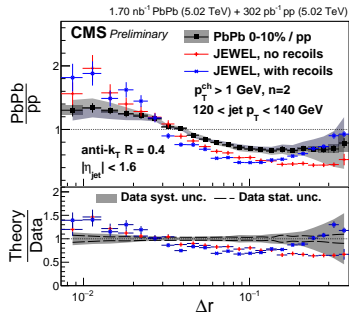 1.70 nb⁻¹ PbPb (5.02 TeV) + 302 pb⁻¹ pp (5.02 TeV)
CMS Preliminary
PbPb 0-10% / pp
JEWEL, no recoils
JEWEL, with recoils
p_T^ch > 1 GeV, n=2
120 < jet p_T < 140 GeV
anti-k_T R = 0.4
|η_jet| < 1.6
PbPb
pp
2
1
Data syst. unc.
Data stat. unc.
Theory
Data
2
1.5
1
0.5
0
10⁻²
10⁻¹
Δr